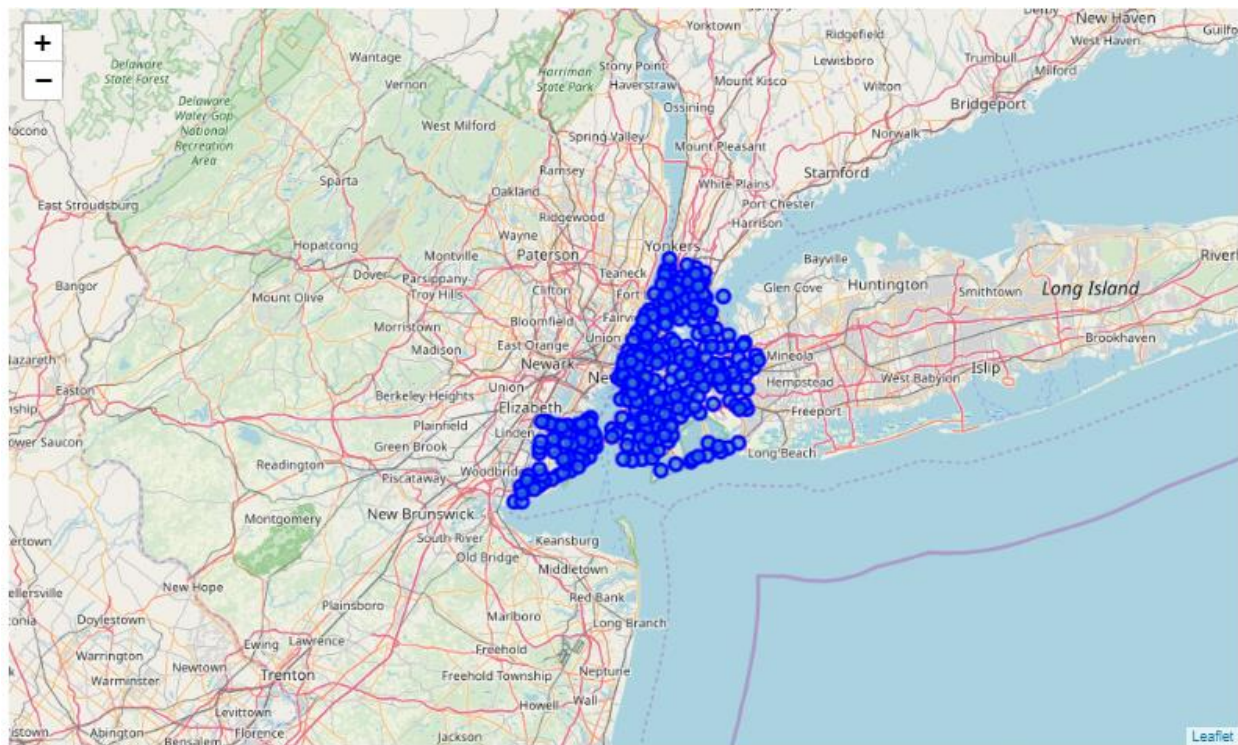 +
−
Yorktown
Derby
New Haven
Guilfo
West Haven
Delaware
State Forest
Wantage
Vernon
Harriman
State Park
Stony Point
Haverstraw
Ridgefield
Lewisboro
Trumbull
Milford
Mount Kisco
Wilton
Bridgeport
Ossining
Delaware
Water Gap
National
Recreation
Area
Pocono
West Milford
Spring Valley
Mount Pleasant
Norwalk
Stamford
Sparta
Ramsey
Oakland
White Plains
Port Chester
Harrison
East Stroudsburg
Ridgewood
Wayne
Hopatcong
Montville
Paterson
Yonkers
Bayville
Riverl
Bangor
Dover
Parsippany-
Troy Hills
Teaneck
Clifton
Fort
Glen Cove
Huntington
Smithtown
Long Island
Mount Olive
Bloomfield
Fairvi
Morristown
Union
Brookhaven
Nazareth
Madison
East Orange
Newark
Mineola
Islip
Easton
Berkeley Heights
Union
Hempstead
West Babylon
nship
Elizabeth
Freeport
Plainfield
Linden
ower Saucon
Green Brook
Long Beach
Readington
Woodbridg
Piscataway
Montgomery
New Brunswick
South River
Old Bridge
Keansburg
Middletown
New Hope
Red Bank
ellersville
Plainsboro
Marlboro
Long Branch
Doylestown
Ewing
Lawrence
Freehold
Warrington
Newtown
Warminster
Trenton
Freehold Township
Neptune
Wall
Levittown
Howell
ristown
Abington
Florence
Bensalem
Jackson
Leaflet